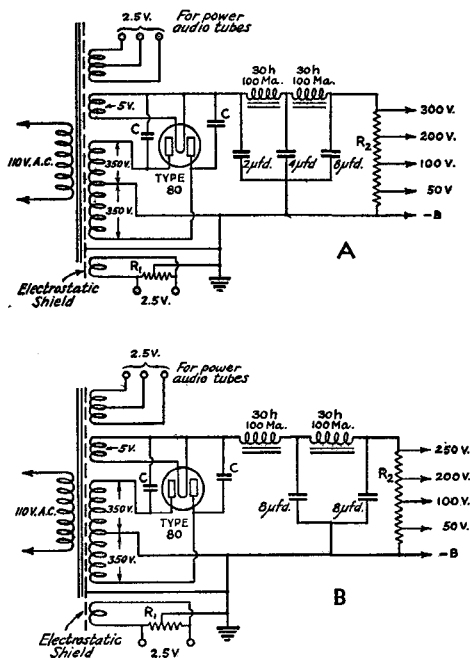 2.5V.
For power
audio tubes
5V.
C
C
30h
100 Ma.
30h
100 Ma.
110V. A.C.
350V.
350V.
TYPE
80
2μfd.
4μfd
8μfd.
R2
300 V.
200 V.
100 V.
50 V
-B
A
Electrostatic
Shield
R1
2.5V.
2.5V.
For power
audio tubes
5V.
C
C
30h
100 Ma.
30h
100 Ma.
110V. A.C.
350V.
350V.
TYPE
80
8μfd.
8μfd.
R2
250 V.
200 V.
100 V.
50 V.
-B
B
Electrostatic
Shield
R1
2.5V